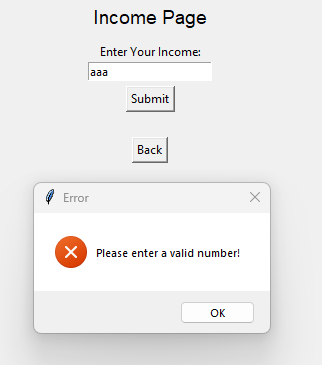 Income Page
Enter Your Income:
aaa
Submit
Back
Error
Please enter a valid number!
OK